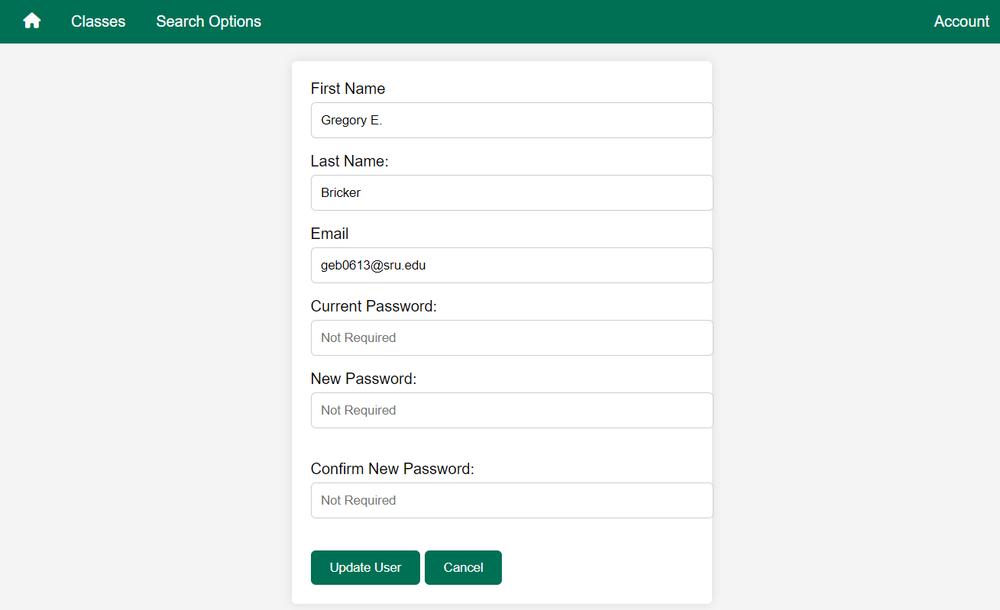 Classes Search Options Account
First Name
Gregory E.
Last Name:
Bricker
Email
geb0613@sru.edu
Current Password:
Not Required
New Password:
Not Required
Confirm New Password:
Not Required
Update User Cancel